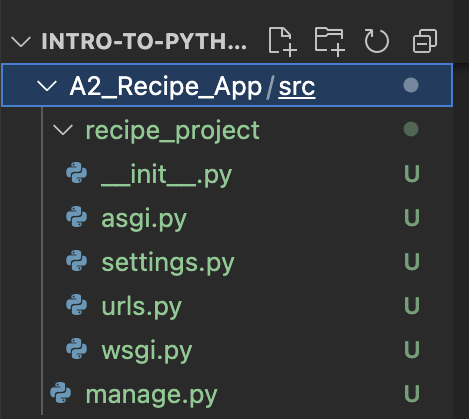 INTRO-TO-PYTH...
A2_Recipe_App/src
recipe_project
__init__.py U
asgi.py U
settings.py U
urls.py U
wsgi.py U
manage.py U